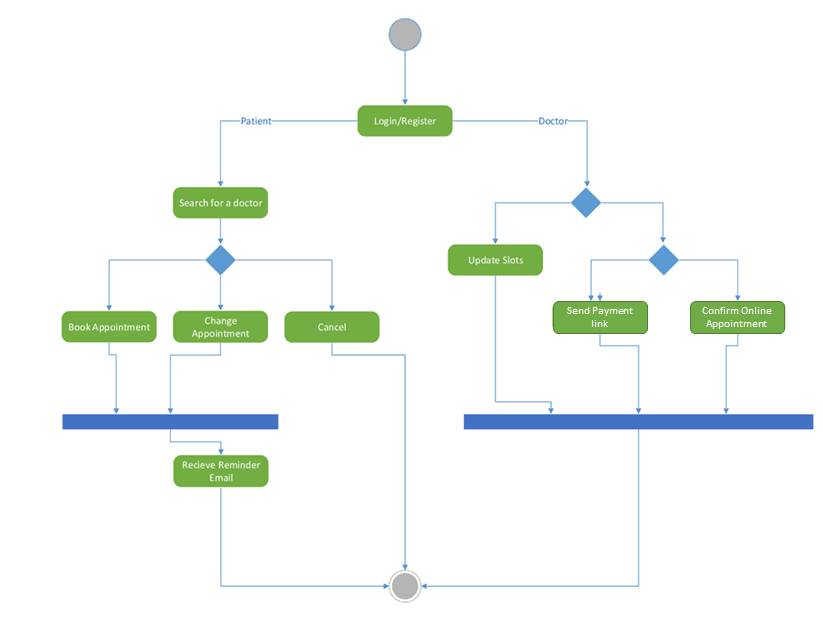 Login/Register
Patient
Doctor
Search for a doctor
Update Slots
Book Appointment
Change
Appointment
Cancel
Send Payment
link
Confirm Online
Appointment
Recieve Reminder
Email